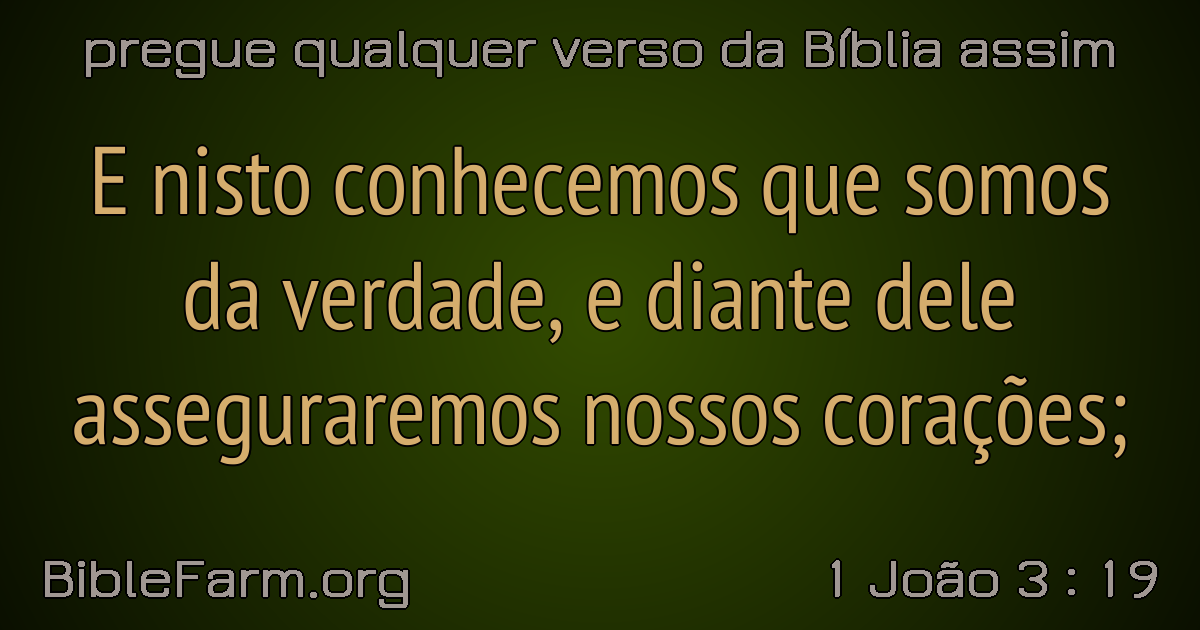 pregue qualquer verso da Bíblia assim
E nisto conhecemos que somos
da verdade, e diante dele
asseguraremos nossos corações;
BibleFarm.org
1 João 3 : 19